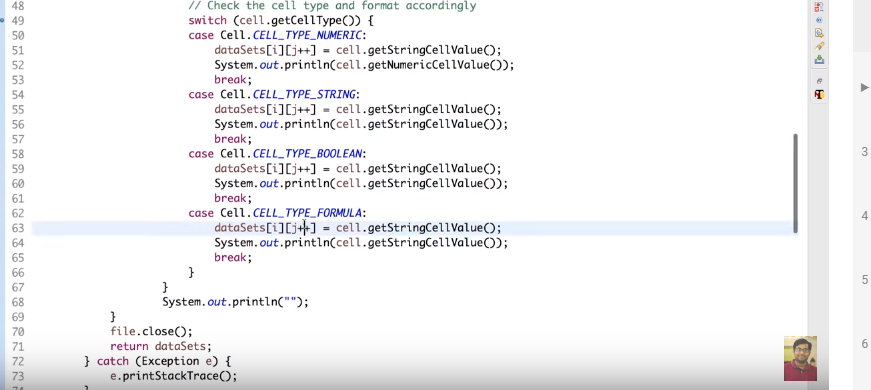 48 // Check the cell type and format accordingly
49 switch (cell.getCellType()) {
50 case Cell.CELL_TYPE_NUMERIC:
51 dataSets[i][j++] = cell.getStringCellValue();
52 System.out.println(cell.getNumericCellValue());
53 break;
54 case Cell.CELL_TYPE_STRING:
55 dataSets[i][j++] = cell.getStringCellValue();
56 System.out.println(cell.getStringCellValue());
57 break;
58 case Cell.CELL_TYPE_BOOLEAN:
59 dataSets[i][j++] = cell.getStringCellValue();
60 System.out.println(cell.getStringCellValue());
61 break;
62 case Cell.CELL_TYPE_FORMULA:
63 dataSets[i][j++] = cell.getStringCellValue();
64 System.out.println(cell.getStringCellValue());
65 break;
66 }
67 }
68 System.out.println("");
69 }
70 file.close();
71 return dataSets;
72 } catch (Exception e) {
73 e.printStackTrace();
74 }
3
4
5
6